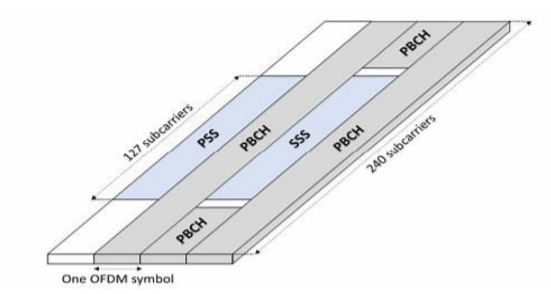 PBCH
127 subcarriers
PSS
PBCH
SSS
PBCH
240 subcarriers
PBCH
One OFDM symbol